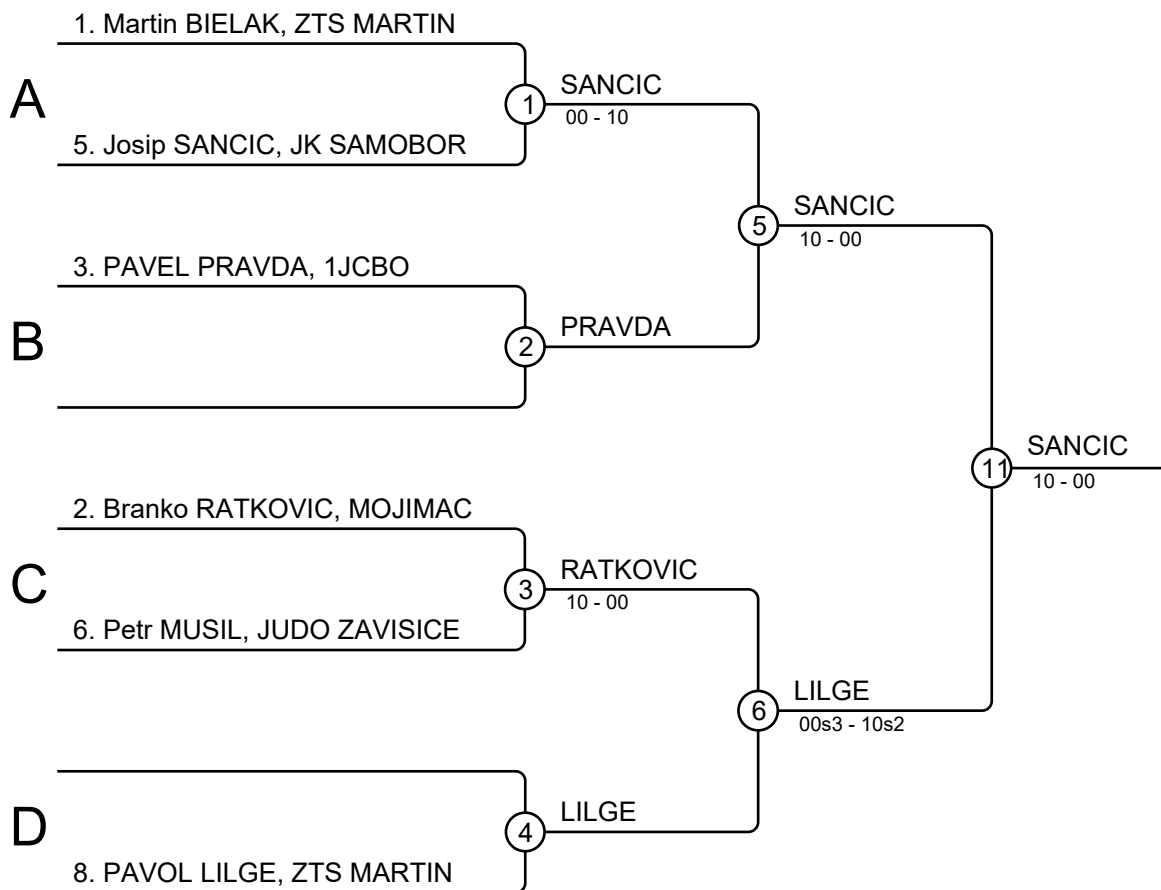 1. Martin BIELAK, ZTS MARTIN
A
1
SANCIC
00 - 10
5. Josip SANCIC, JK SAMOBOR
5
SANCIC
10 - 00
3. PAVEL PRAVDA, 1JCBO
B
2
PRAVDA
11
SANCIC
10 - 00
2. Branko RATKOVIC, MOJIMAC
C
3
RATKOVIC
10 - 00
6. Petr MUSIL, JUDO ZAVISICE
6
LILGE
00s3 - 10s2
D
4
LILGE
8. PAVOL LILGE, ZTS MARTIN